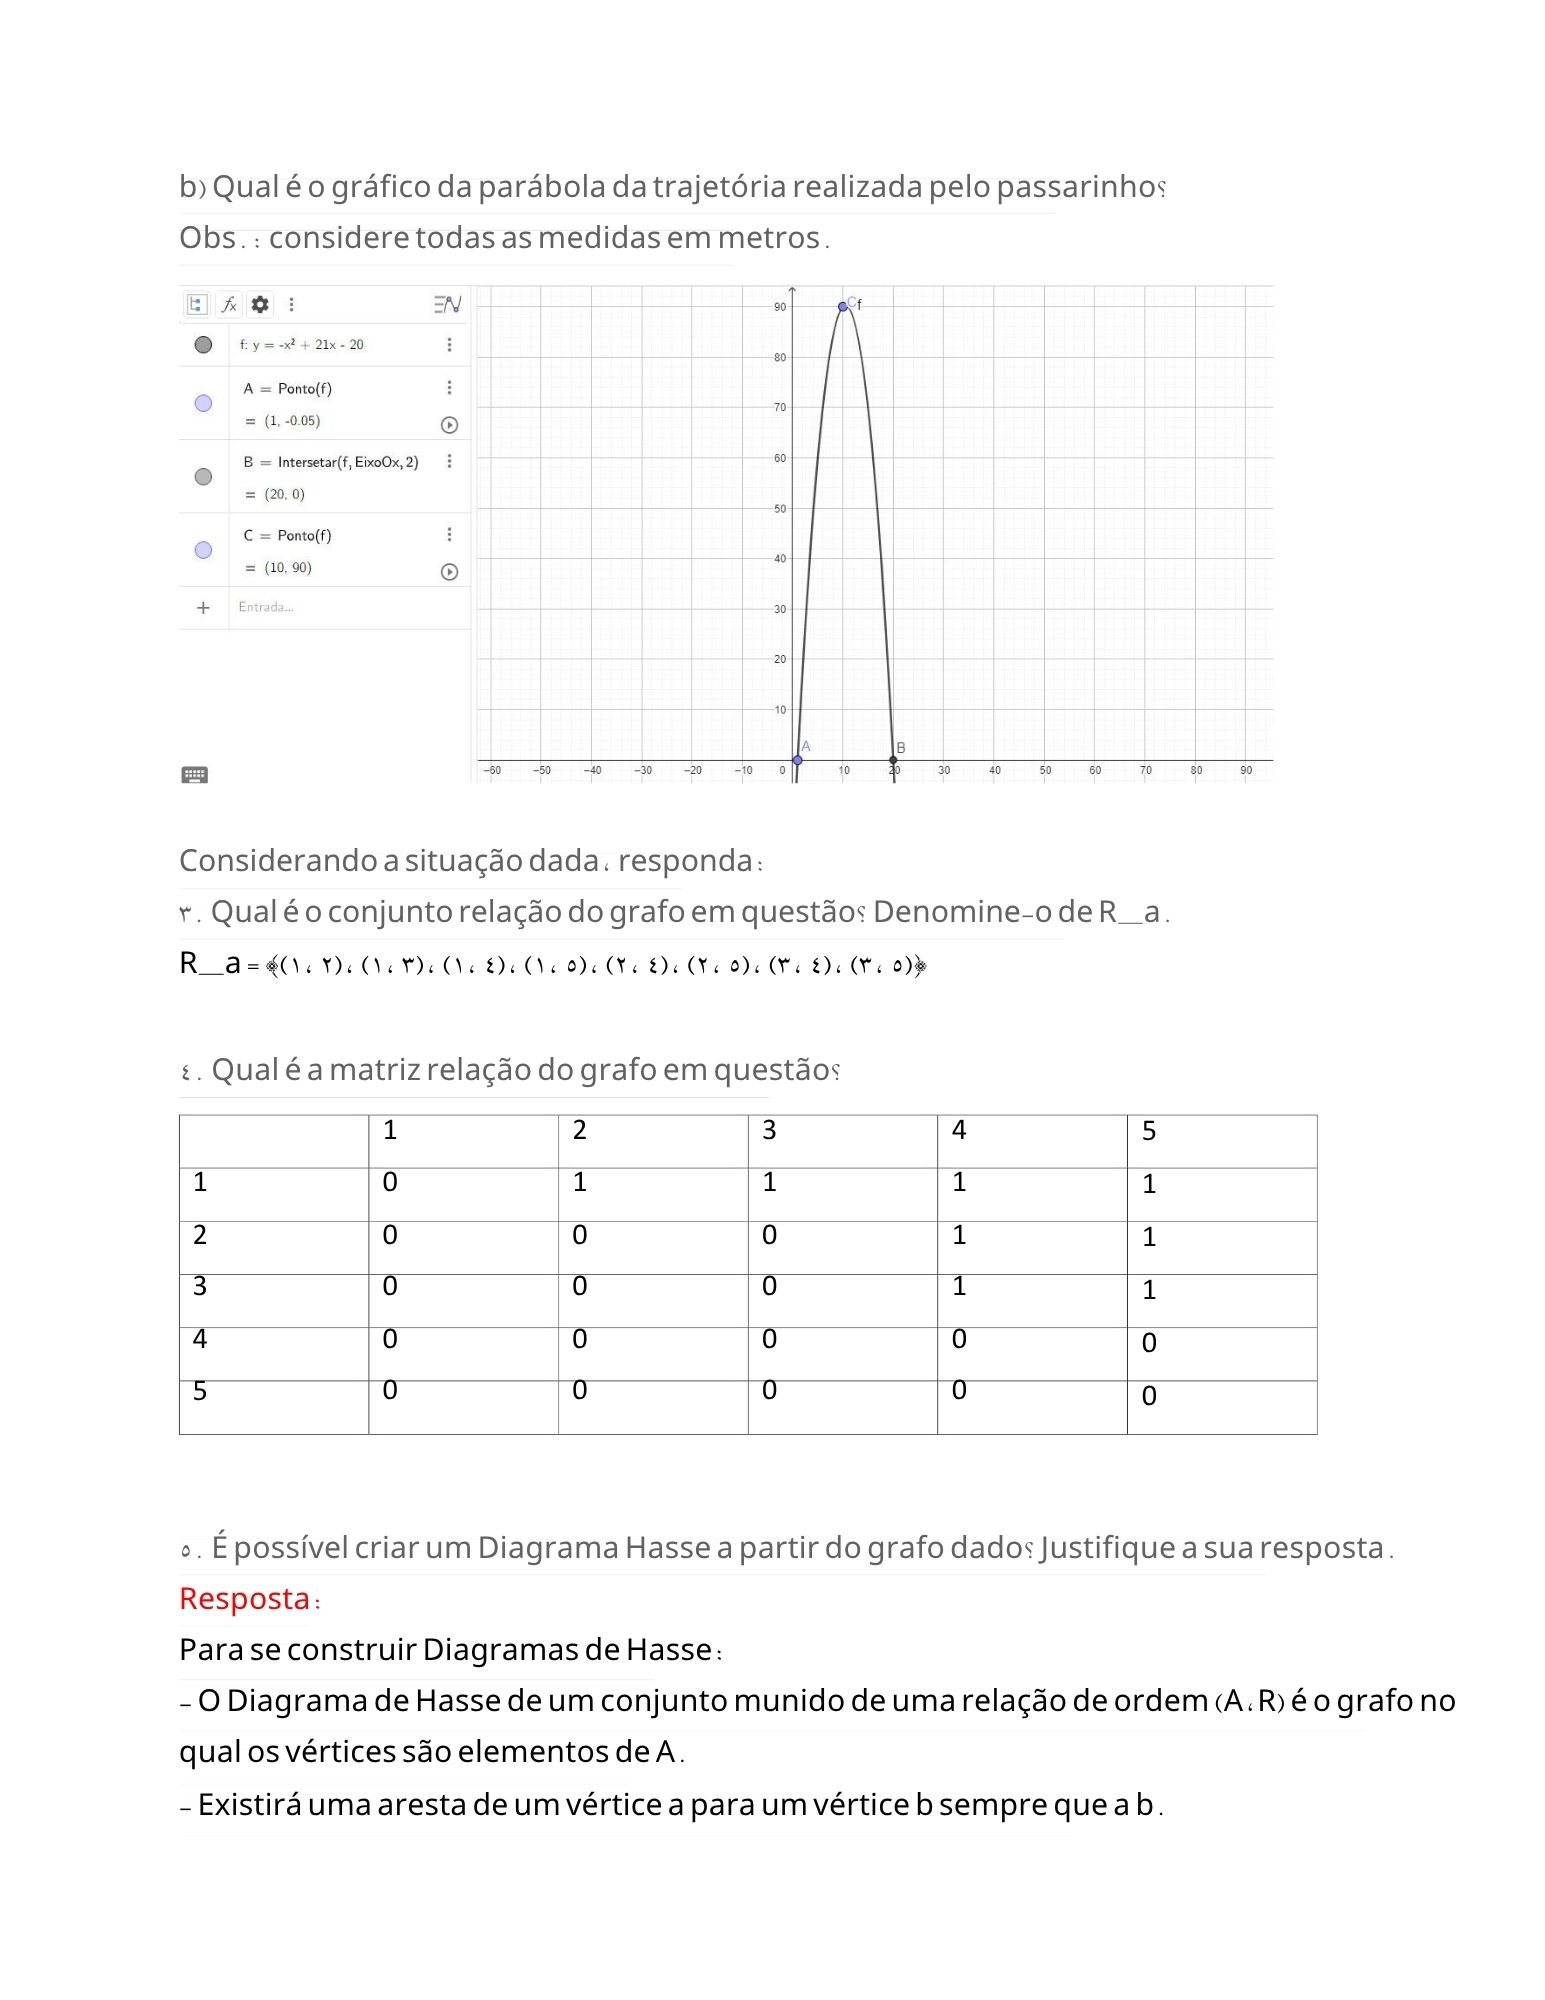 b) Qual é o gráfico da parábola da trajetória realizada pelo passarinho؟
Obs.: considere todas as medidas em metros.
f: y = -x² + 21x - 20
A = Ponto(f)
= (1, -0.05)
B = Intersetar(f, EixoOx, 2)
= (20, 0)
C = Ponto(f)
= (10, 90)
+ Entrada...
90 C f
80
70
60
50
40
30
20
10
A B
−60 −50 −40 −30 −20 −10 0 10 20 30 40 50 60 70 80 90
Considerando a situação dada، responda:
٣. Qual é o conjunto relação do grafo em questão؟ Denomine-o de R_a.
R_a = ﴾(١، ٢)، (١، ٣)، (١، ٤)، (١، ٥)، (٢، ٤)، (٢، ٥)، (٣، ٤)، (٣، ٥)﴿
٤. Qual é a matriz relação do grafo em questão؟
1 2 3 4 5
1 0 1 1 1 1
2 0 0 0 1 1
3 0 0 0 1 1
4 0 0 0 0 0
5 0 0 0 0 0
٥. É possível criar um Diagrama Hasse a partir do grafo dado؟ Justifique a sua resposta.
Resposta:
Para se construir Diagramas de Hasse:
- O Diagrama de Hasse de um conjunto munido de uma relação de ordem (A،R) é o grafo no
qual os vértices são elementos de A.
- Existirá uma aresta de um vértice a para um vértice b sempre que a b.